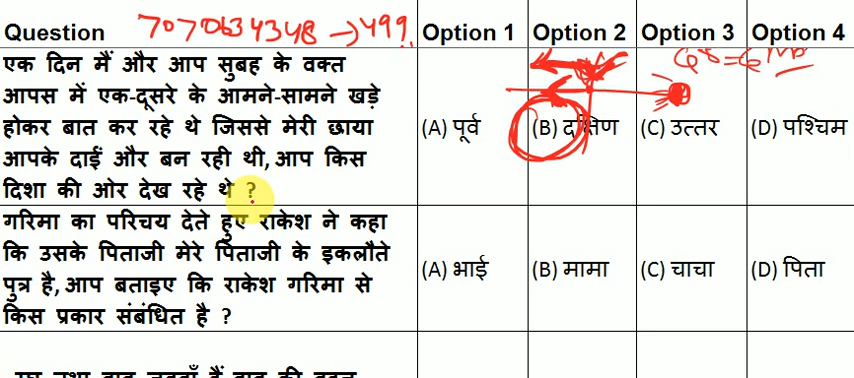 Question 7070634348 → 499 Option 1 Option 2 Option 3 Option 4
एक दिन मैं और आप सुबह के वक्त
आपस में एक-दूसरे के आमने-सामने खड़े
होकर बात कर रहे थे जिससे मेरी छाया (A) पूर्व (B) दक्षिण (C) उत्तर (D) पश्चिम
आपके दाईं और बन रही थी, आप किस
दिशा की ओर देख रहे थे ?
गरिमा का परिचय देते हुए राकेश ने कहा
कि उसके पिताजी मेरे पिताजी के इकलौते
पुत्र है, आप बताइए कि राकेश गरिमा से (A) भाई (B) मामा (C) चाचा (D) पिता
किस प्रकार संबंधित है ?